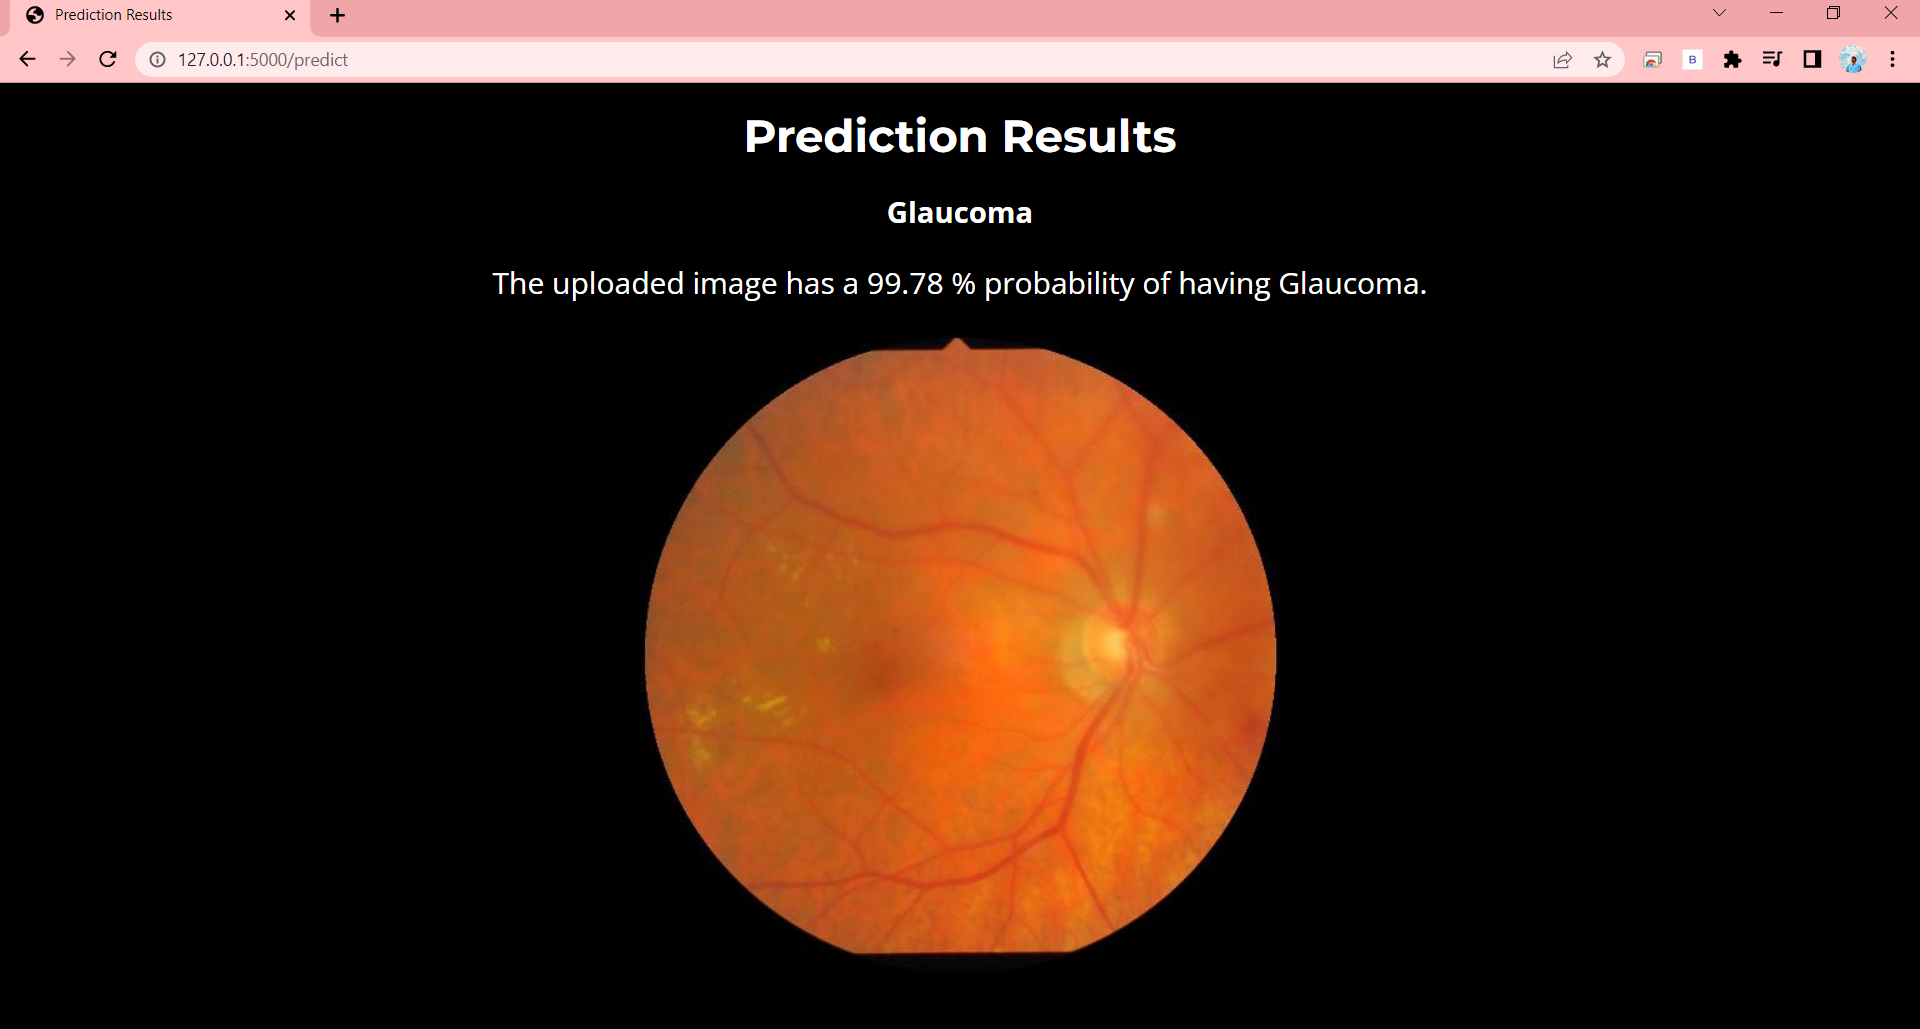 Prediction Results
127.0.0.1:5000/predict
B
Prediction Results
Glaucoma
The uploaded image has a 99.78 % probability of having Glaucoma.